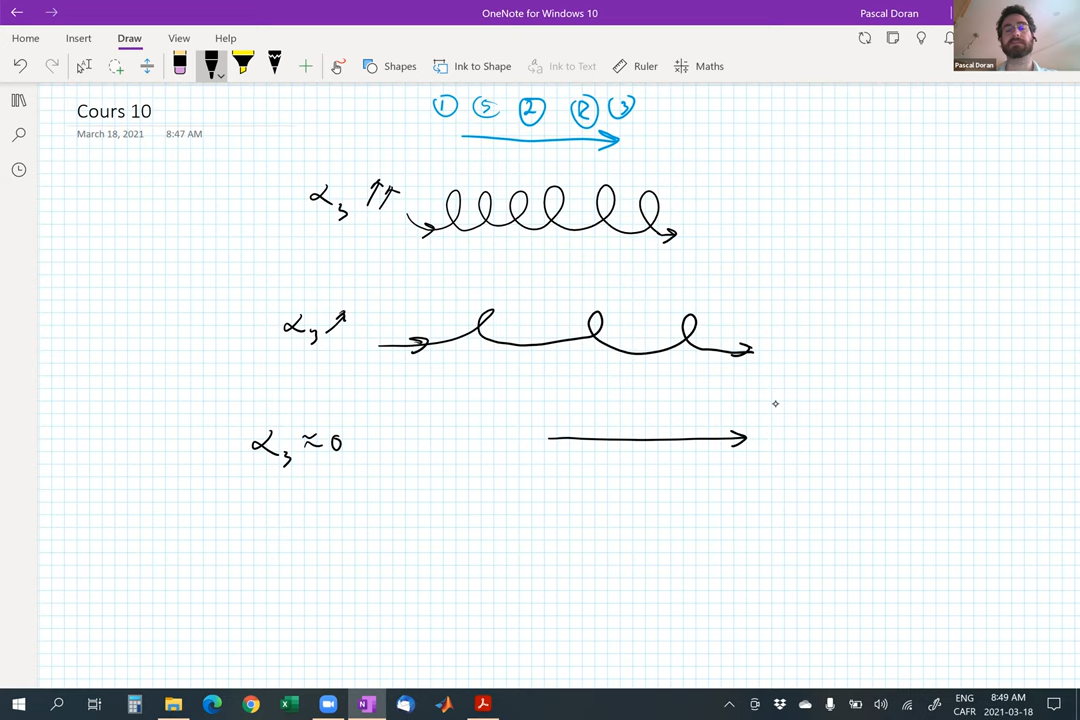 OneNote for Windows 10
Pascal Doran
Home Insert Draw View Help
Pascal Doran
Shapes Ink to Shape Ink to Text Ruler Maths
Cours 10
March 18, 2021 8:47 AM
① ⑤ ② Ⓡ ③
α₃ ↑↑
α₃ ↗
α₃ ≈ 0
ENG 8:49 AM
CAFR 2021-03-18